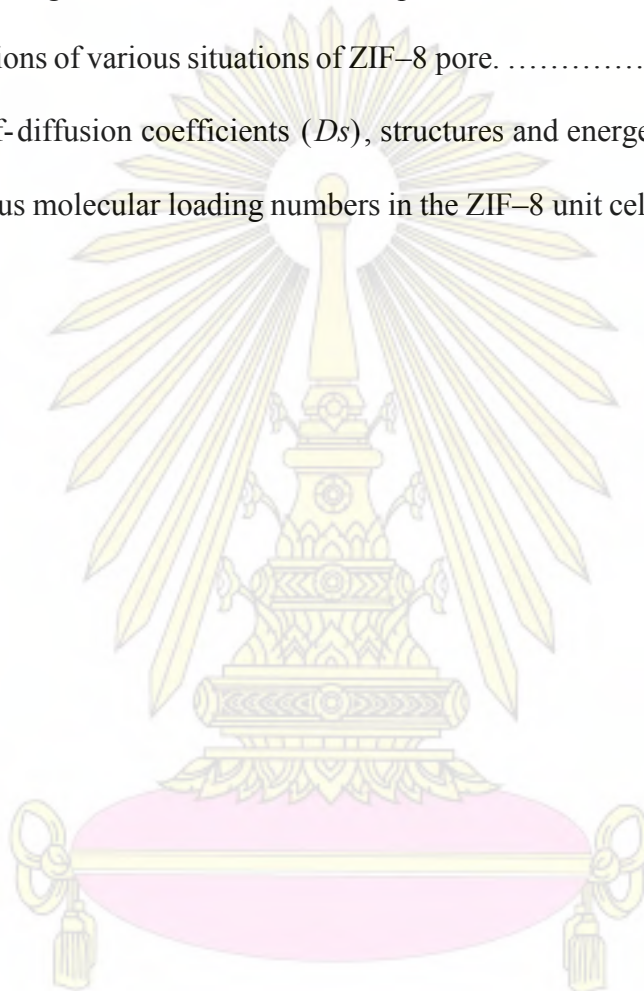 ions of various situations of ZIF–8 pore. ……………
f-diffusion coefficients (Ds), structures and energe
us molecular loading numbers in the ZIF–8 unit cel